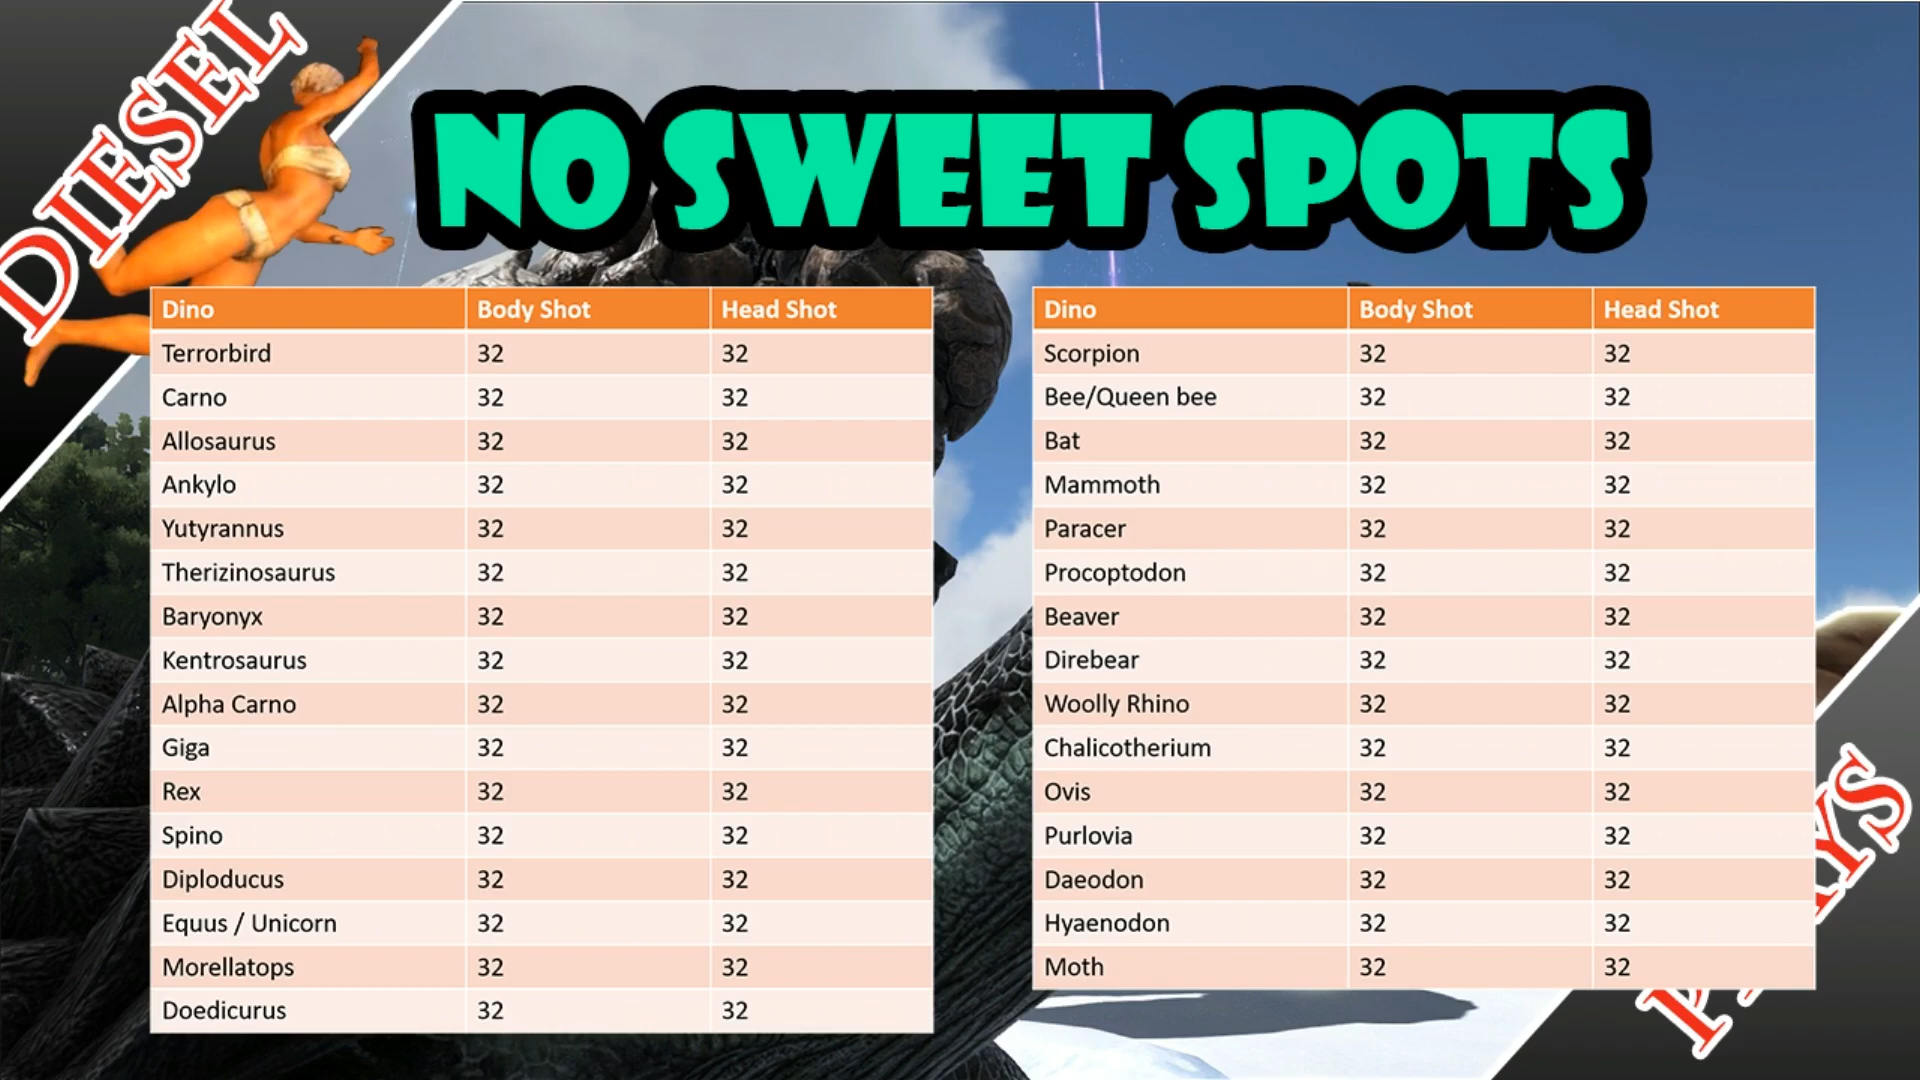 DIESEL
NO SWEET SPOTS
Dino Body Shot Head Shot
Terrorbird 32 32
Carno 32 32
Allosaurus 32 32
Ankylo 32 32
Yutyrannus 32 32
Therizinosaurus 32 32
Baryonyx 32 32
Kentrosaurus 32 32
Alpha Carno 32 32
Giga 32 32
Rex 32 32
Spino 32 32
Diploducus 32 32
Equus / Unicorn 32 32
Morellatops 32 32
Doedicurus 32 32
Dino Body Shot Head Shot
Scorpion 32 32
Bee/Queen bee 32 32
Bat 32 32
Mammoth 32 32
Paracer 32 32
Procoptodon 32 32
Beaver 32 32
Direbear 32 32
Woolly Rhino 32 32
Chalicotherium 32 32
Ovis 32 32
Purlovia 32 32
Daeodon 32 32
Hyaenodon 32 32
Moth 32 32